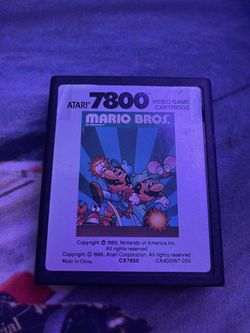 ATARI 7800 VIDEO GAME CARTRIDGE
MARIO BROS.
Copyright © 1983, Nintendo of America Inc.
All rights reserved.
Copyright © 1988, Atari Corporation.
All rights reserved.
Made in China CX7850 CA400067-050